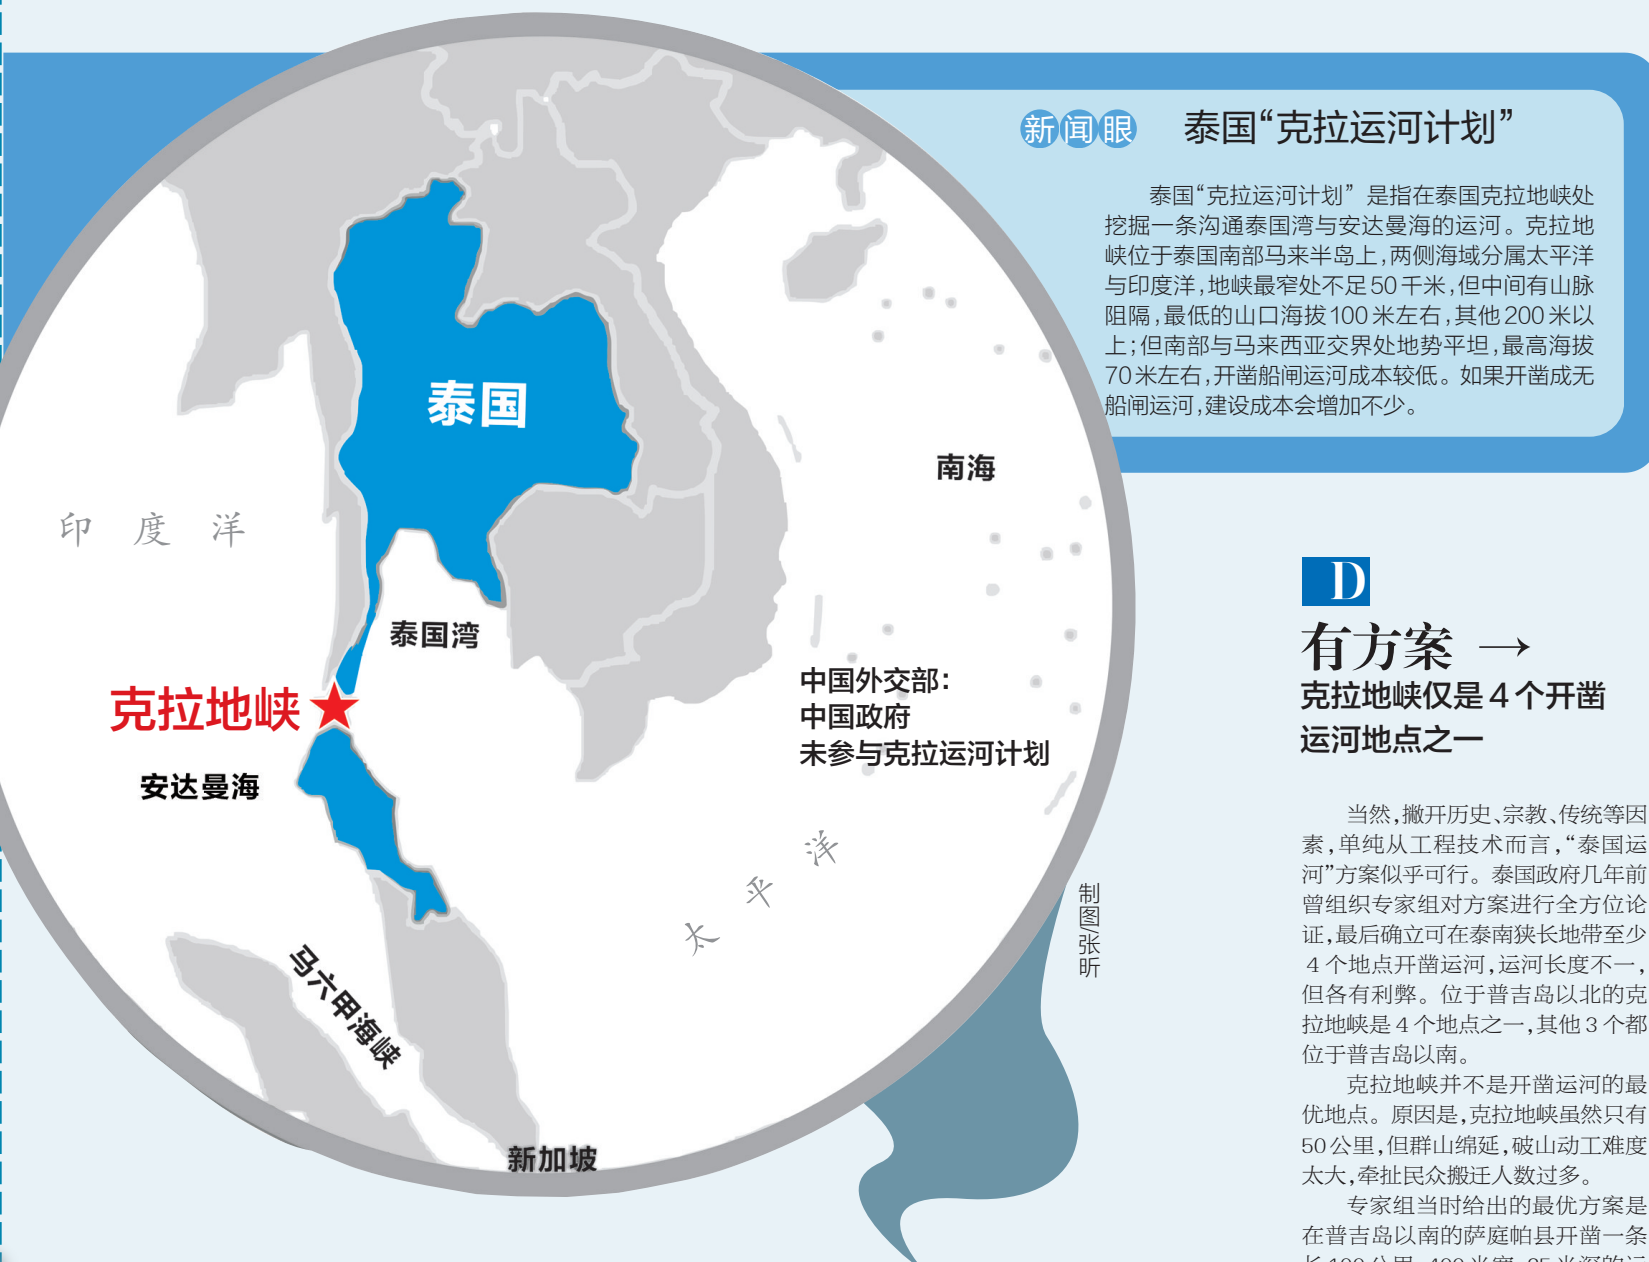 新闻眼 泰国“克拉运河计划”
泰国“克拉运河计划”是指在泰国克拉地峡处
挖掘一条沟通泰国湾与安达曼海的运河。克拉地
峡位于泰国南部马来半岛上,两侧海域分属太平洋
与印度洋,地峡最窄处不足50千米,但中间有山脉
阻隔,最低的山口海拔100米左右,其他200米以
上;但南部与马来西亚交界处地势平坦,最高海拔
70米左右,开凿船闸运河成本较低。如果开凿成无
船闸运河,建设成本会增加不少。
泰国
南海
印度洋
泰国湾
克拉地峡
安达曼海
中国外交部：
中国政府
未参与克拉运河计划
太平洋
马六甲海峡
新加坡
制图/张昕
D
有方案 →
克拉地峡仅是4个开凿
运河地点之一
当然,撇开历史、宗教、传统等因
素,单纯从工程技术而言,“泰国运
河”方案似乎可行。泰国政府几年前
曾组织专家组对方案进行全方位论
证,最后确立可在泰南狭长地带至少
4个地点开凿运河,运河长度不一,
但各有利弊。位于普吉岛以北的克
拉地峡是4个地点之一,其他3个都
位于普吉岛以南。
克拉地峡并不是开凿运河的最
优地点。原因是,克拉地峡虽然只有
50公里,但群山绵延,破山动工难度
太大,牵扯民众搬迁人数过多。
专家组当时给出的最优方案是
在普吉岛以南的萨庭帕县开凿一条